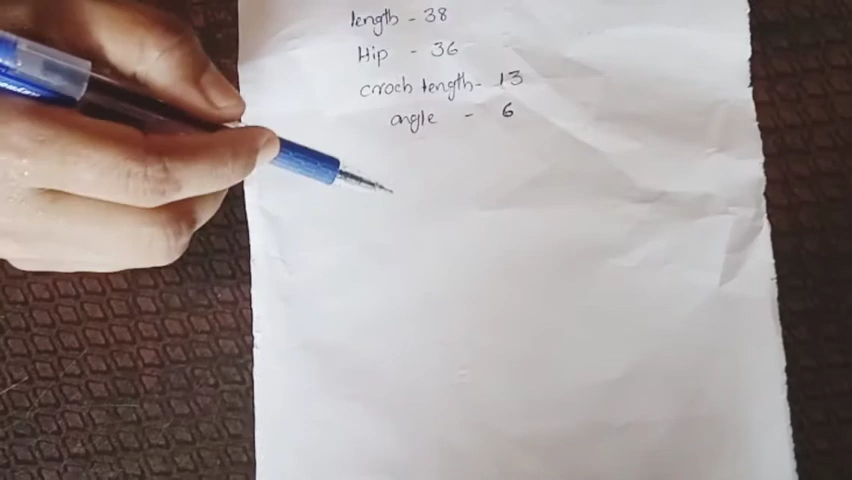 length - 38
Hip - 36
croch length- 13
angle - 6